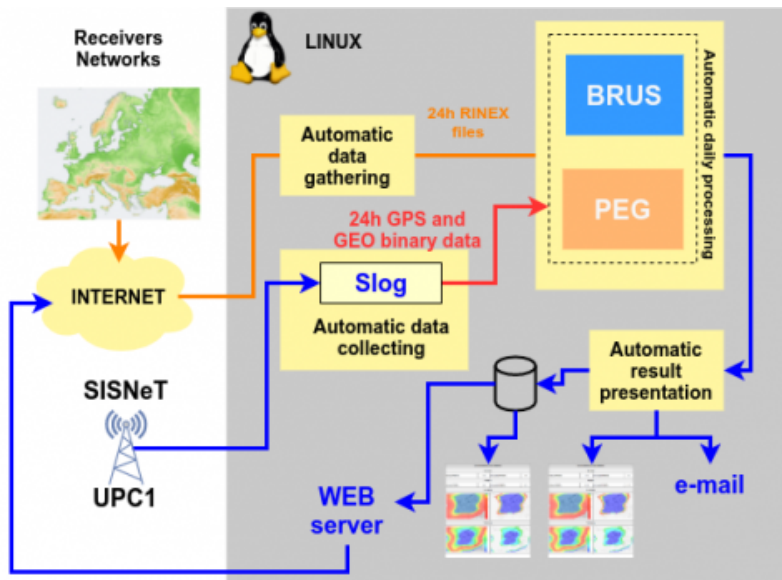 Receivers
Networks
LINUX
24h RINEX
files
Automatic
data
gathering
BRUS
PEG
Automatic daily processing
24h GPS and
GEO binary data
INTERNET
Slog
Automatic data
collecting
SISNeT
UPC1
Automatic
result
presentation
WEB
server
e-mail